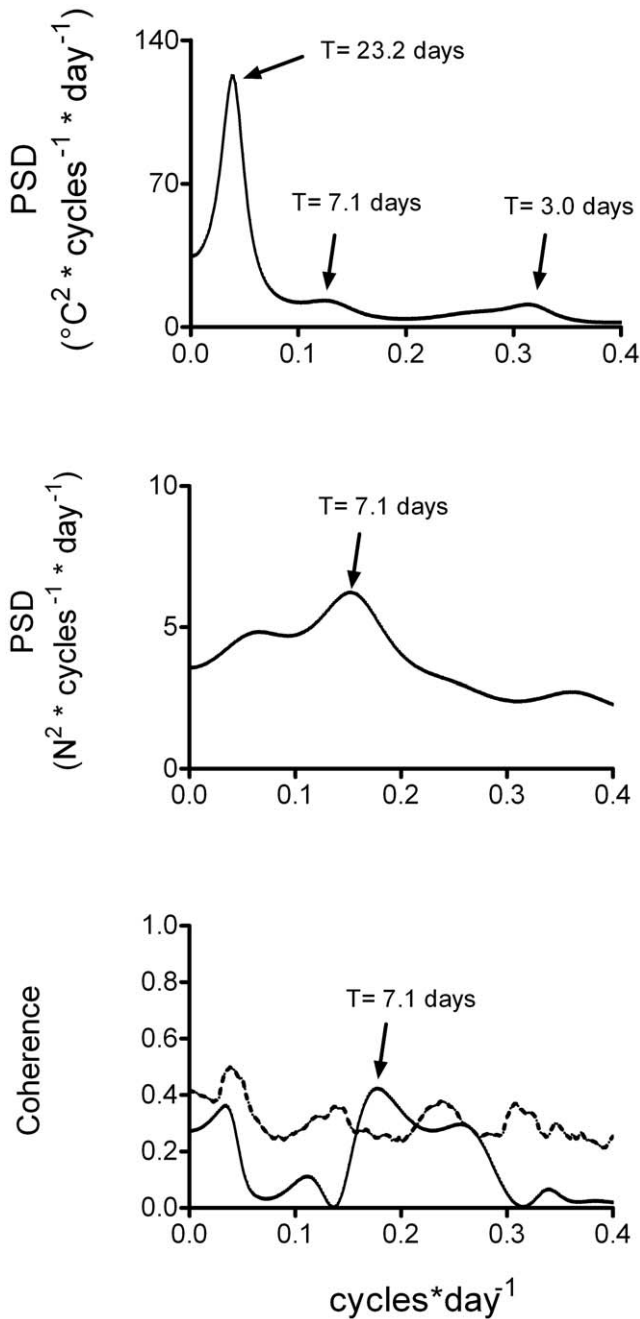 140
T= 23.2 days
PSD
(°C² * cycles⁻¹ * day⁻¹)
70
T= 7.1 days
T= 3.0 days
0
0.0 0.1 0.2 0.3 0.4
10
T= 7.1 days
PSD
(N² * cycles⁻¹ * day⁻¹)
5
0
0.0 0.1 0.2 0.3 0.4
1.0
0.8
T= 7.1 days
0.6
Coherence
0.4
0.2
0.0
0.0 0.1 0.2 0.3 0.4
cycles*day⁻¹